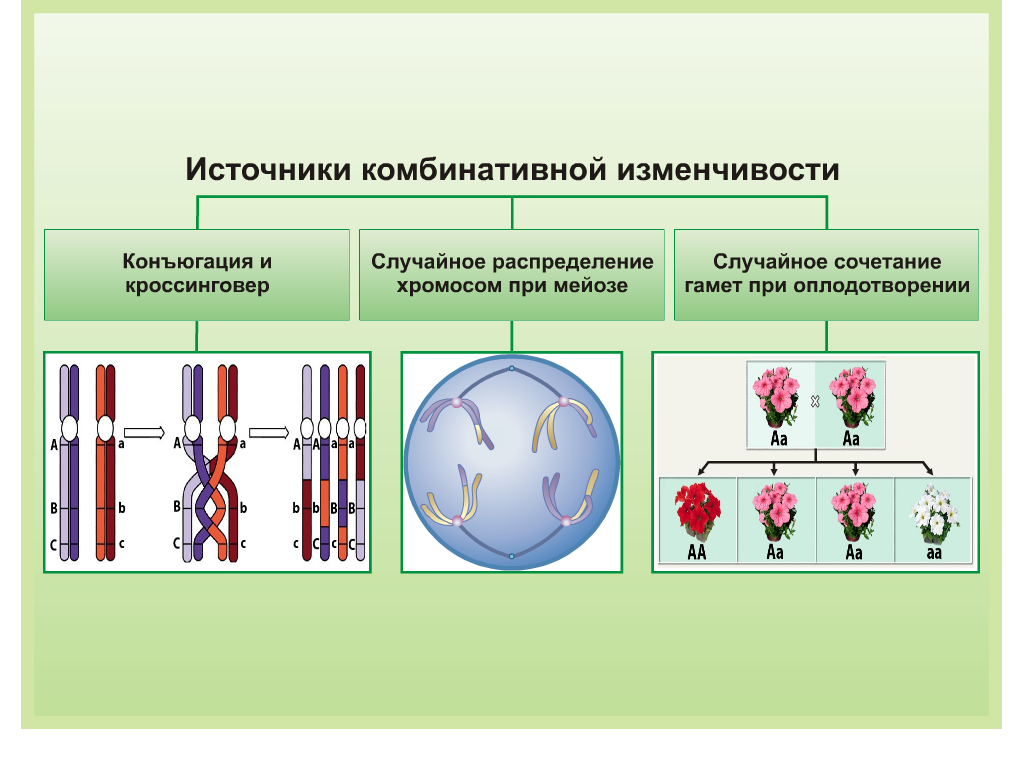 Источники комбинативной изменчивости
Конъюгация и
кроссинговер
Случайное распределение
хромосом при мейозе
Случайное сочетание
гамет при оплодотворении
A a A a A A a a
B b B b b B B b
C c C c c C c C
Aa x Aa
AA Aa Aa aa